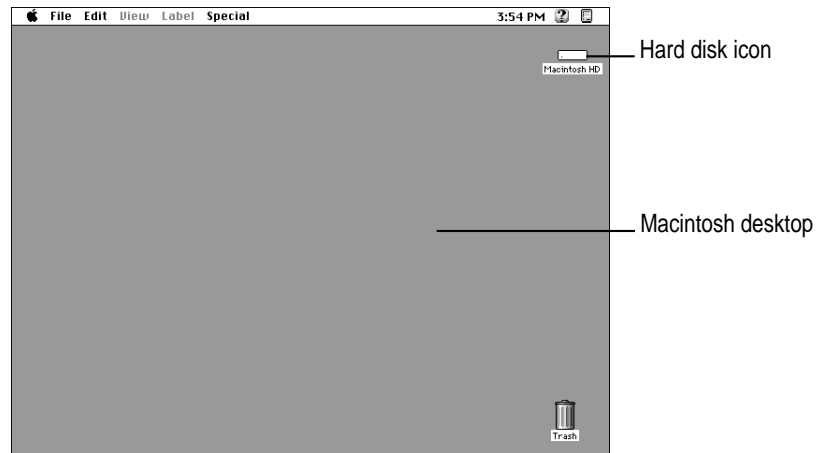 File Edit View Label Special 3:54 PM
Hard disk icon
Macintosh HD
Macintosh desktop
Trash